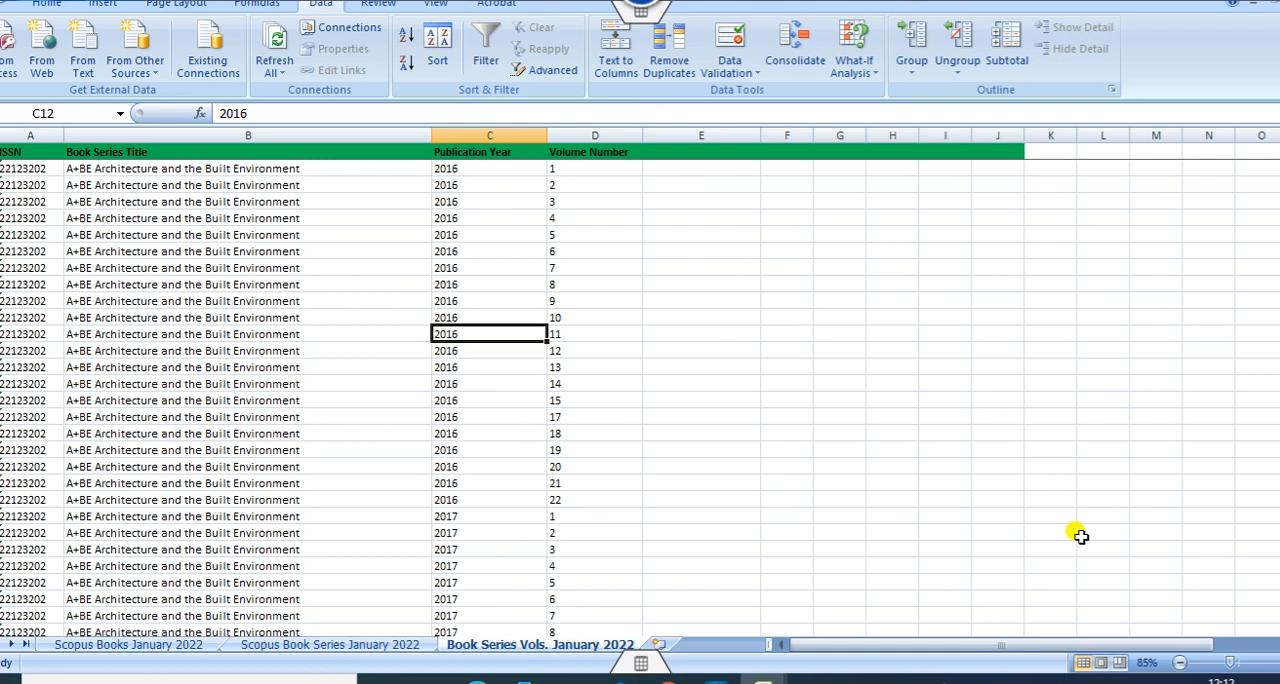 Home Insert Page Layout Formulas Data Review View Acrobat
Connections Clear Show Detail
Properties Reapply Hide Detail
Edit Links Advanced
From Web From Text From Other Sources Existing Connections Refresh All Sort Filter Text to Columns Remove Duplicates Data Validation Consolidate What-If Analysis Group Ungroup Subtotal
Get External Data Connections Sort & Filter Data Tools Outline
C12 fx 2016
A B C D E F G H I J K L M N O
ISSN Book Series Title Publication Year Volume Number
22123202 A+BE Architecture and the Built Environment 2016 1
22123202 A+BE Architecture and the Built Environment 2016 2
22123202 A+BE Architecture and the Built Environment 2016 3
22123202 A+BE Architecture and the Built Environment 2016 4
22123202 A+BE Architecture and the Built Environment 2016 5
22123202 A+BE Architecture and the Built Environment 2016 6
22123202 A+BE Architecture and the Built Environment 2016 7
22123202 A+BE Architecture and the Built Environment 2016 8
22123202 A+BE Architecture and the Built Environment 2016 9
22123202 A+BE Architecture and the Built Environment 2016 10
22123202 A+BE Architecture and the Built Environment 2016 11
22123202 A+BE Architecture and the Built Environment 2016 12
22123202 A+BE Architecture and the Built Environment 2016 13
22123202 A+BE Architecture and the Built Environment 2016 14
22123202 A+BE Architecture and the Built Environment 2016 15
22123202 A+BE Architecture and the Built Environment 2016 17
22123202 A+BE Architecture and the Built Environment 2016 18
22123202 A+BE Architecture and the Built Environment 2016 19
22123202 A+BE Architecture and the Built Environment 2016 20
22123202 A+BE Architecture and the Built Environment 2016 21
22123202 A+BE Architecture and the Built Environment 2016 22
22123202 A+BE Architecture and the Built Environment 2017 1
22123202 A+BE Architecture and the Built Environment 2017 2
22123202 A+BE Architecture and the Built Environment 2017 3
22123202 A+BE Architecture and the Built Environment 2017 4
22123202 A+BE Architecture and the Built Environment 2017 5
22123202 A+BE Architecture and the Built Environment 2017 6
22123202 A+BE Architecture and the Built Environment 2017 7
22123202 A+BE Architecture and the Built Environment 2017 8
Scopus Books January 2022 Scopus Book Series January 2022 Book Series Vols. January 2022
dy 85%
12:12